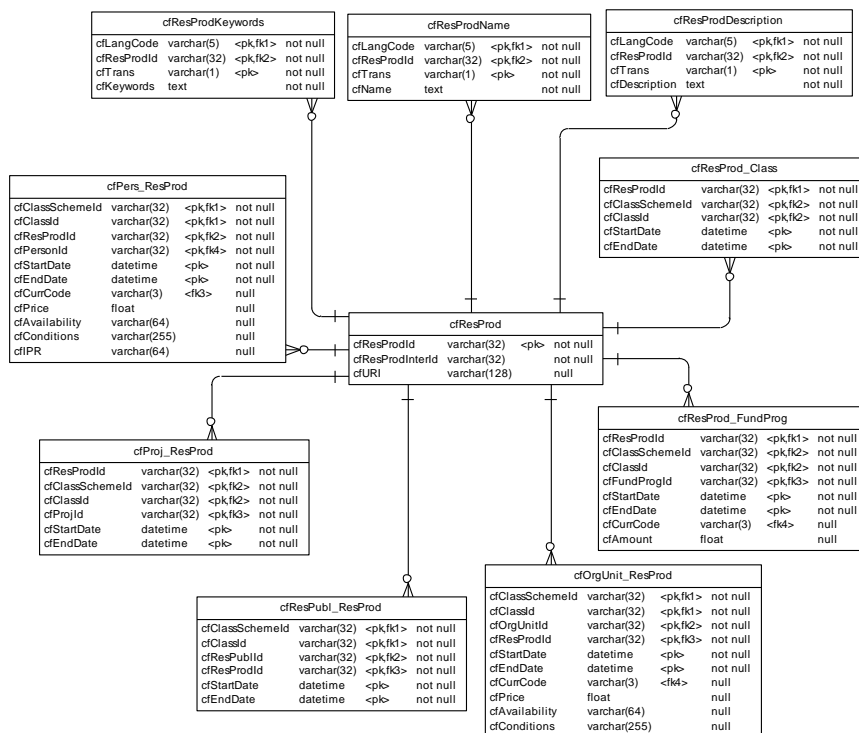 cfResProdKeywords
cfLangCode varchar(5) <pk,fk1> not null
cfResProdId varchar(32) <pk,fk2> not null
cfTrans varchar(1) <pk> not null
cfKeywords text not null
cfResProdName
cfLangCode varchar(5) <pk,fk1> not null
cfResProdId varchar(32) <pk,fk2> not null
cfTrans varchar(1) <pk> not null
cfName text not null
cfResProdDescription
cfLangCode varchar(5) <pk,fk1> not null
cfResProdId varchar(32) <pk,fk2> not null
cfTrans varchar(1) <pk> not null
cfDescription text not null
cfPers_ResProd
cfClassSchemeId varchar(32) <pk,fk1> not null
cfClassId varchar(32) <pk,fk1> not null
cfResProdId varchar(32) <pk,fk2> not null
cfPersonId varchar(32) <pk,fk4> not null
cfStartDate datetime <pk> not null
cfEndDate datetime <pk> not null
cfCurrCode varchar(3) <fk3> null
cfPrice float null
cfAvailability varchar(64) null
cfConditions varchar(255) null
cfIPR varchar(64) null
cfResProd_Class
cfResProdId varchar(32) <pk,fk1> not null
cfClassSchemeId varchar(32) <pk,fk2> not null
cfClassId varchar(32) <pk,fk2> not null
cfStartDate datetime <pk> not null
cfEndDate datetime <pk> not null
cfResProd
cfResProdId varchar(32) <pk> not null
cfResProdInterId varchar(32) not null
cfURI varchar(128) null
cfProj_ResProd
cfResProdId varchar(32) <pk,fk1> not null
cfClassSchemeId varchar(32) <pk,fk2> not null
cfClassId varchar(32) <pk,fk2> not null
cfProjId varchar(32) <pk,fk3> not null
cfStartDate datetime <pk> not null
cfEndDate datetime <pk> not null
cfResProd_FundProg
cfResProdId varchar(32) <pk,fk1> not null
cfClassSchemeId varchar(32) <pk,fk2> not null
cfClassId varchar(32) <pk,fk2> not null
cfFundProgId varchar(32) <pk,fk3> not null
cfStartDate datetime <pk> not null
cfEndDate datetime <pk> not null
cfCurrCode varchar(3) <fk4> null
cfAmount float null
cfResPubl_ResProd
cfClassSchemeId varchar(32) <pk,fk1> not null
cfClassId varchar(32) <pk,fk1> not null
cfResPublId varchar(32) <pk,fk2> not null
cfResProdId varchar(32) <pk,fk3> not null
cfStartDate datetime <pk> not null
cfEndDate datetime <pk> not null
cfOrgUnit_ResProd
cfClassSchemeId varchar(32) <pk,fk1> not null
cfClassId varchar(32) <pk,fk1> not null
cfOrgUnitId varchar(32) <pk,fk2> not null
cfResProdId varchar(32) <pk,fk3> not null
cfStartDate datetime <pk> not null
cfEndDate datetime <pk> not null
cfCurrCode varchar(3) <fk4> null
cfPrice float null
cfAvailability varchar(64) null
cfConditions varchar(255) null